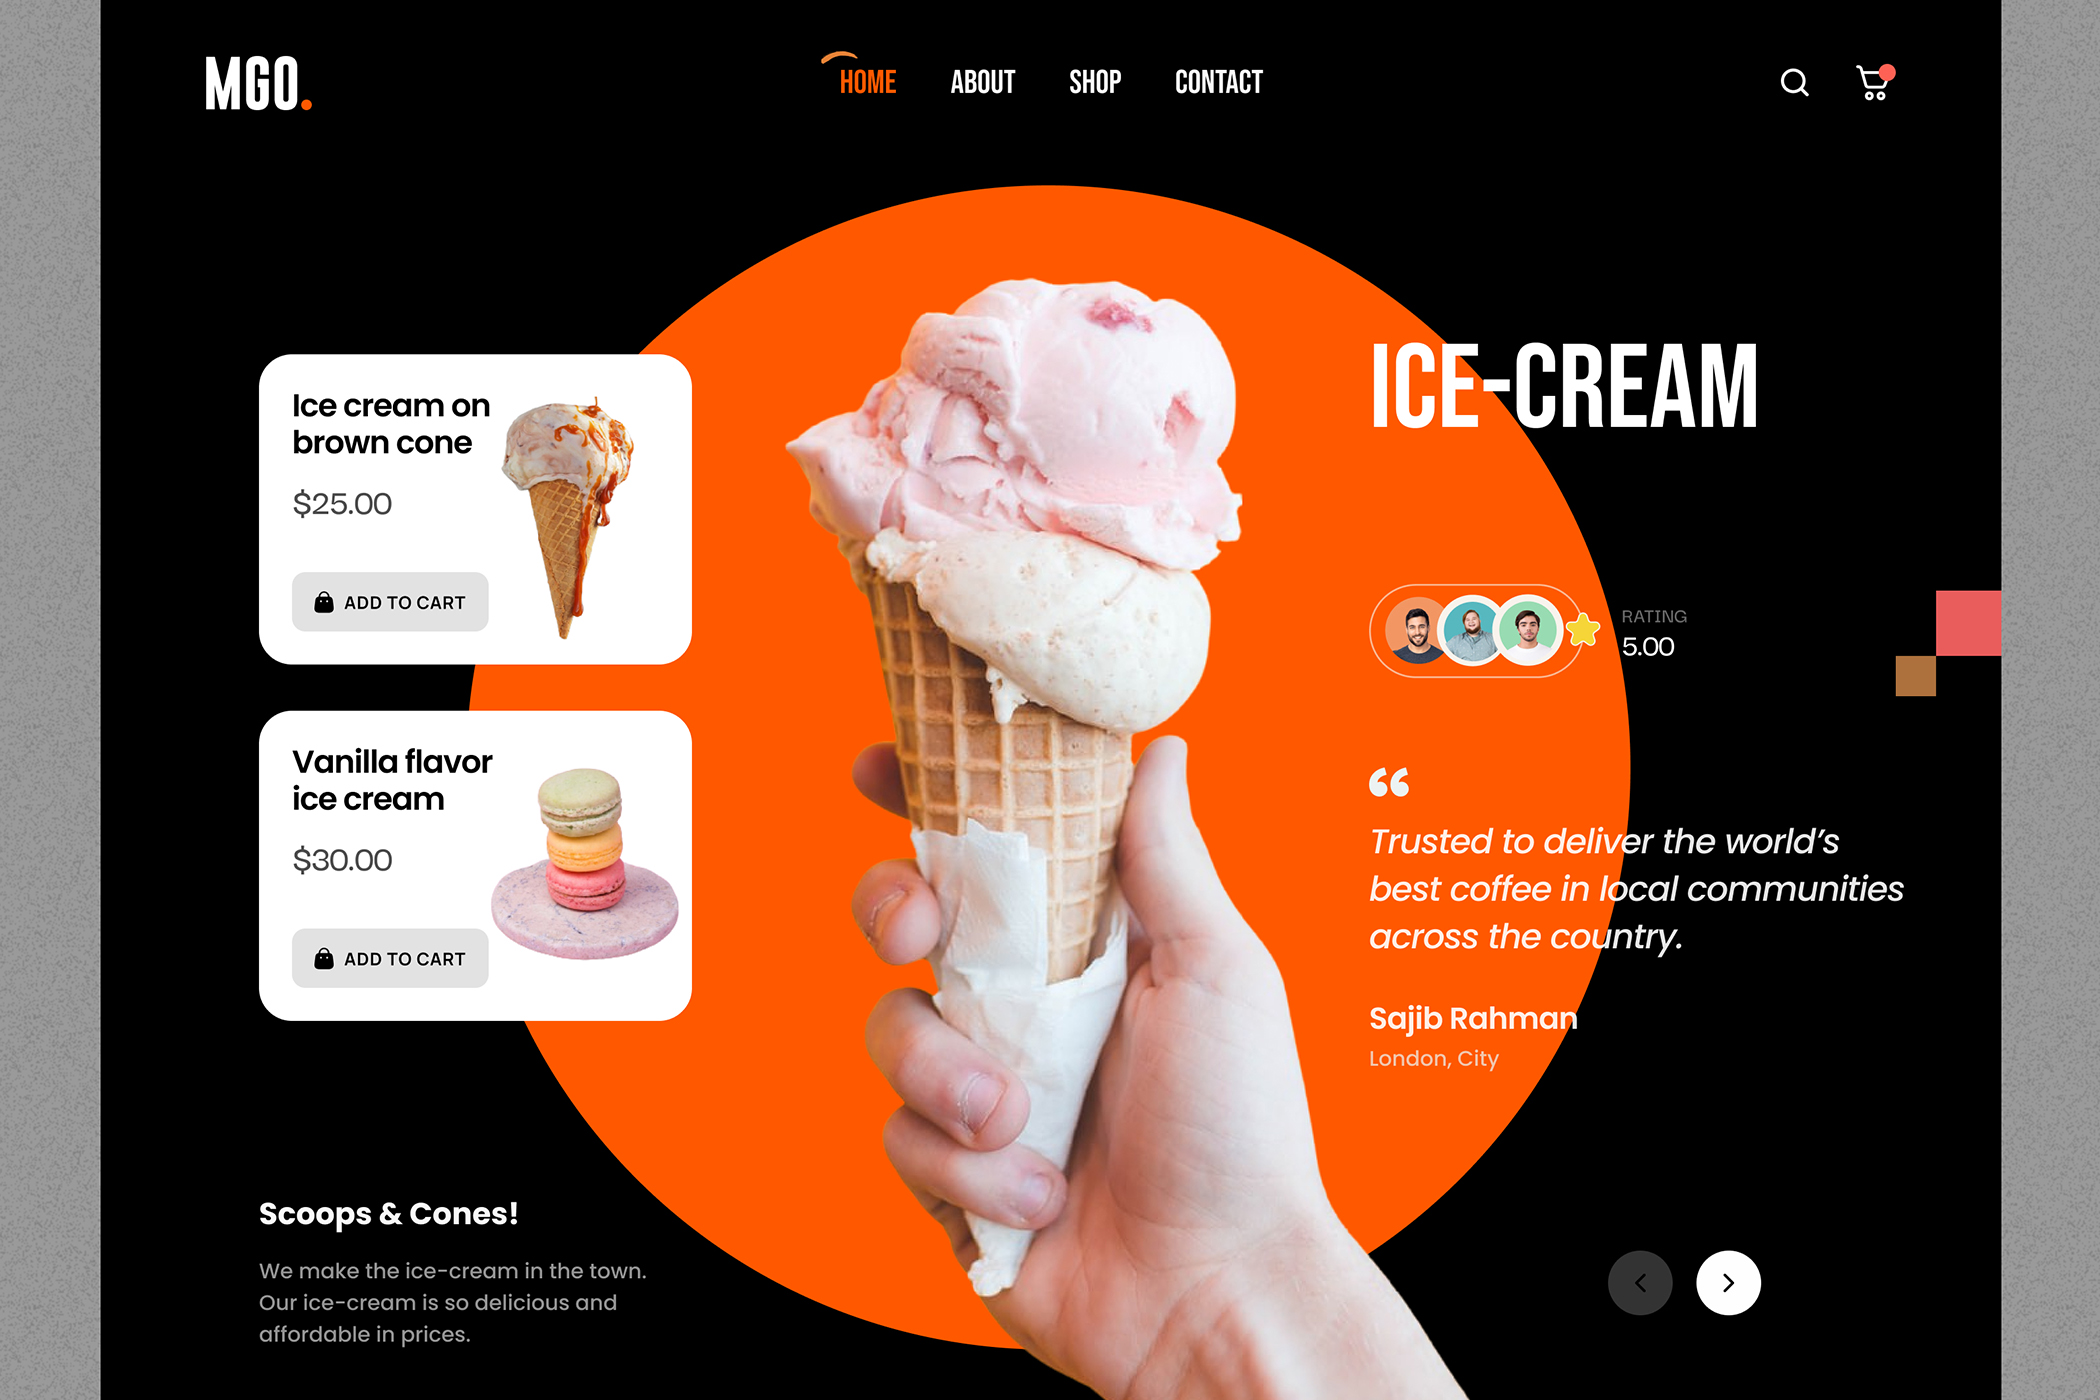 MGO.
HOME
ABOUT
SHOP
CONTACT
ICE-CREAM
Ice cream on
brown cone
$25.00
ADD TO CART
RATING
5.00
Vanilla flavor
ice cream
$30.00
ADD TO CART
“
Trusted to deliver the world’s
best coffee in local communities
across the country.
Sajib Rahman
London, City
Scoops & Cones!
We make the ice-cream in the town.
Our ice-cream is so delicious and
affordable in prices.